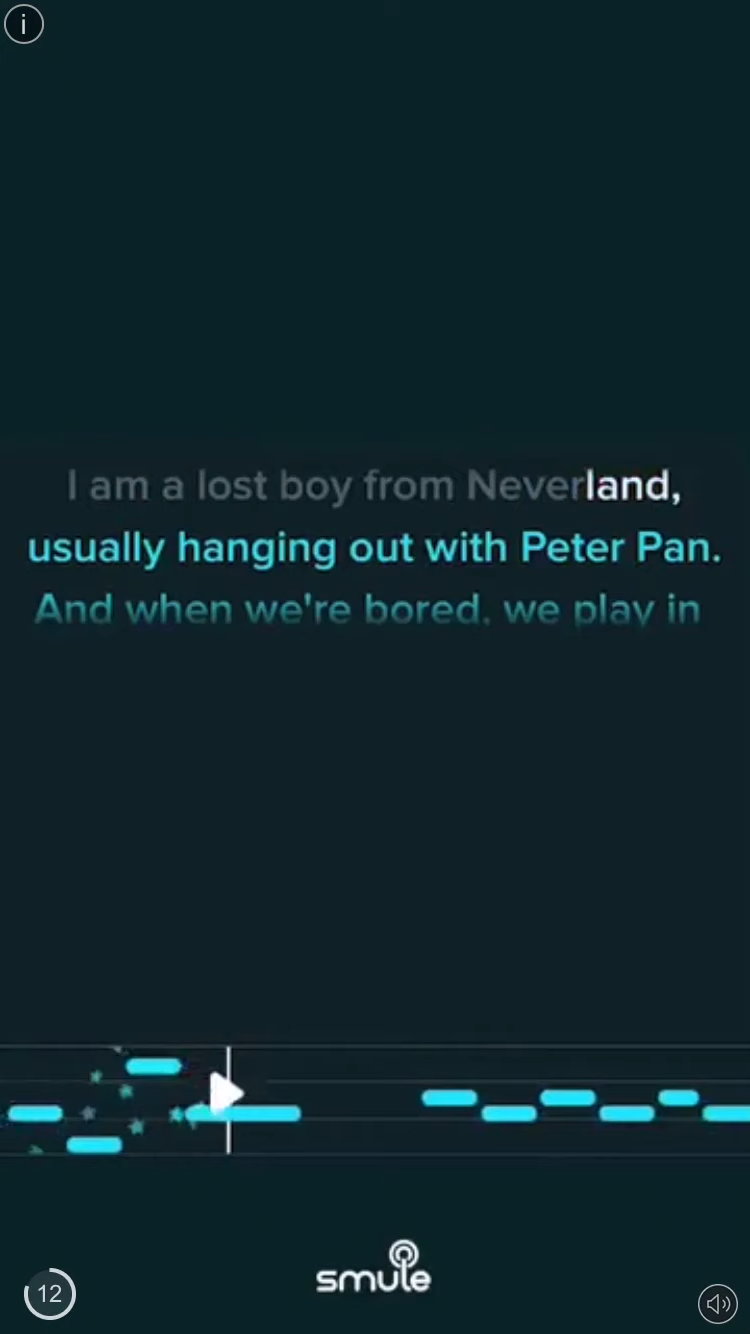 i
I am a lost boy from Neverland,
usually hanging out with Peter Pan.
And when we're bored, we play in
smule
12